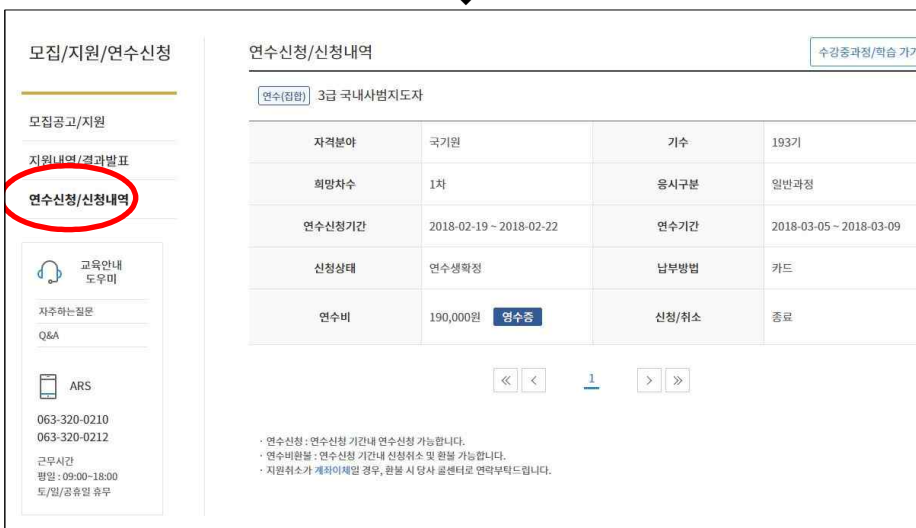 모집/지원/연수신청
모집공고/지원
지원내역/결과발표
연수신청/신청내역
교육안내
도우미
자주하는질문
Q&A
ARS
063-320-0210
063-320-0212
근무시간
평일 : 09:00~18:00
토/일/공휴일 휴무
연수신청/신청내역
수강중과정/학습 가기
연수(집합) 3급 국내사범지도자
자격분야 국기원 기수 193기
희망차수 1차 응시구분 일반과정
연수신청기간 2018-02-19 ~ 2018-02-22 연수기간 2018-03-05 ~ 2018-03-09
신청상태 연수생확정 납부방법 카드
연수비 190,000원 영수증 신청/취소 종료
« < 1 > »
· 연수신청 : 연수신청 기간내 연수신청 가능합니다.
· 연수비환불 : 연수신청 기간내 신청취소 및 환불 가능합니다.
· 지원취소가 계좌이체일 경우, 환불 시 당사 콜센터로 연락부탁드립니다.